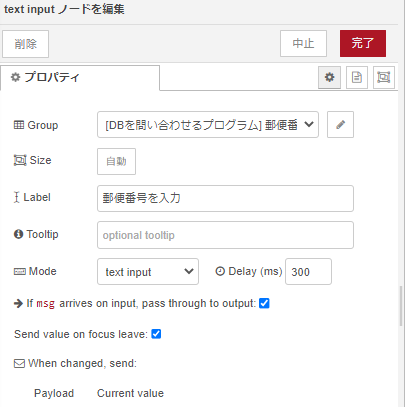 text input ノードを編集
削除 中止 完了
プロパティ
Group [DBを問い合わせるプログラム] 郵便番
Size 自動
Label 郵便番号を入力
Tooltip optional tooltip
Mode text input Delay (ms) 300
If msg arrives on input, pass through to output:
Send value on focus leave:
When changed, send:
Payload Current value